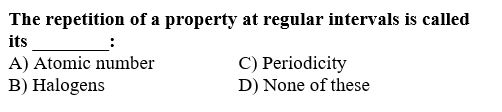 The repetition of a property at regular intervals is called
its ________:
A) Atomic number C) Periodicity
B) Halogens D) None of these